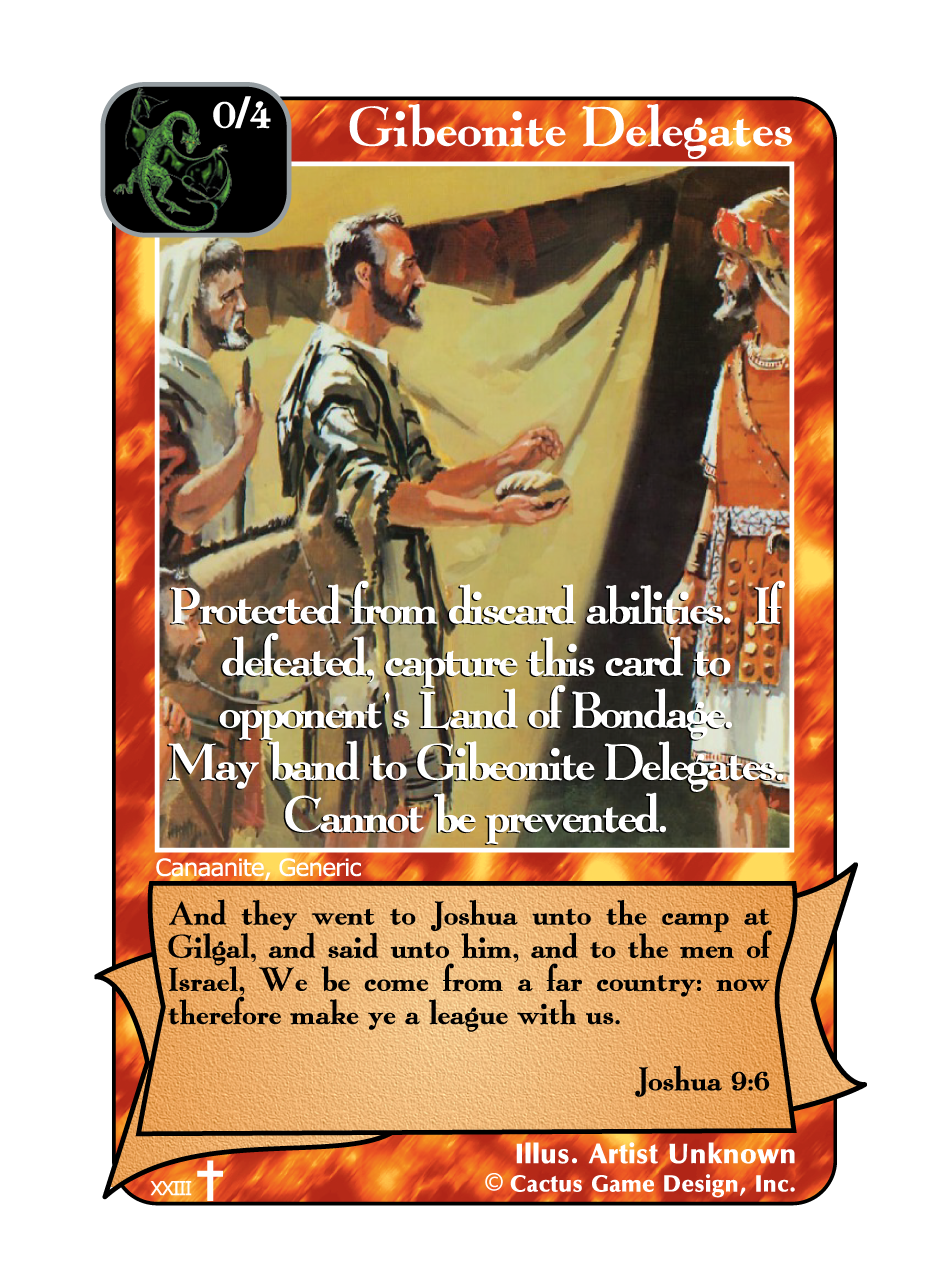 0/4
Gibeonite Delegates
Protected from discard abilities. If
defeated, capture this card to
opponent's Land of Bondage.
May band to Gibeonite Delegates.
Cannot be prevented.
Canaanite, Generic
And they went to Joshua unto the camp at
Gilgal, and said unto him, and to the men of
Israel, We be come from a far country: now
therefore make ye a league with us.
Joshua 9:6
Illus. Artist Unknown
XXIII
© Cactus Game Design, Inc.